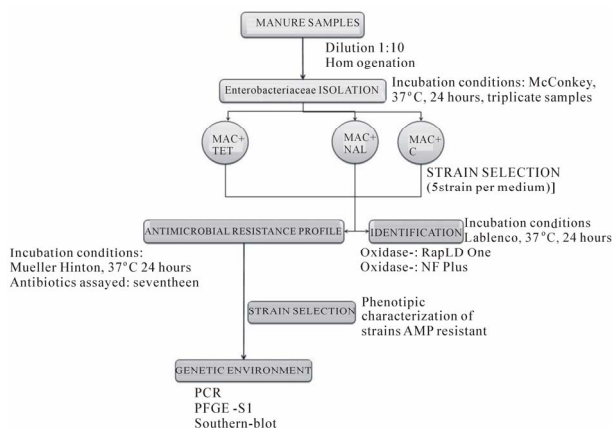 MANURE SAMPLES
Dilution 1:10
Hom ogenation
Enterobacteriaceae ISOLATION
Incubation conditions: McConkey,
37°C, 24 hours, triplicate samples
MAC+
TET
MAC+
NAL
MAC+
C
STRAIN SELECTION
(5strain per medium)]
ANTIMICROBIAL RESISTANCE PROFILE
IDENTIFICATION
Incubation conditions
Lablenco, 37°C, 24 hours
Oxidase-: RapLD One
Oxidase-: NF Plus
Incubation conditions:
Mueller Hinton, 37°C 24 hours
Antibiotics assayed: seventheen
STRAIN SELECTION
Phenotipic
characterization of
strains AMP resistant
GENETIC ENVIRONMENT
PCR
PFGE -S1
Southern-blot